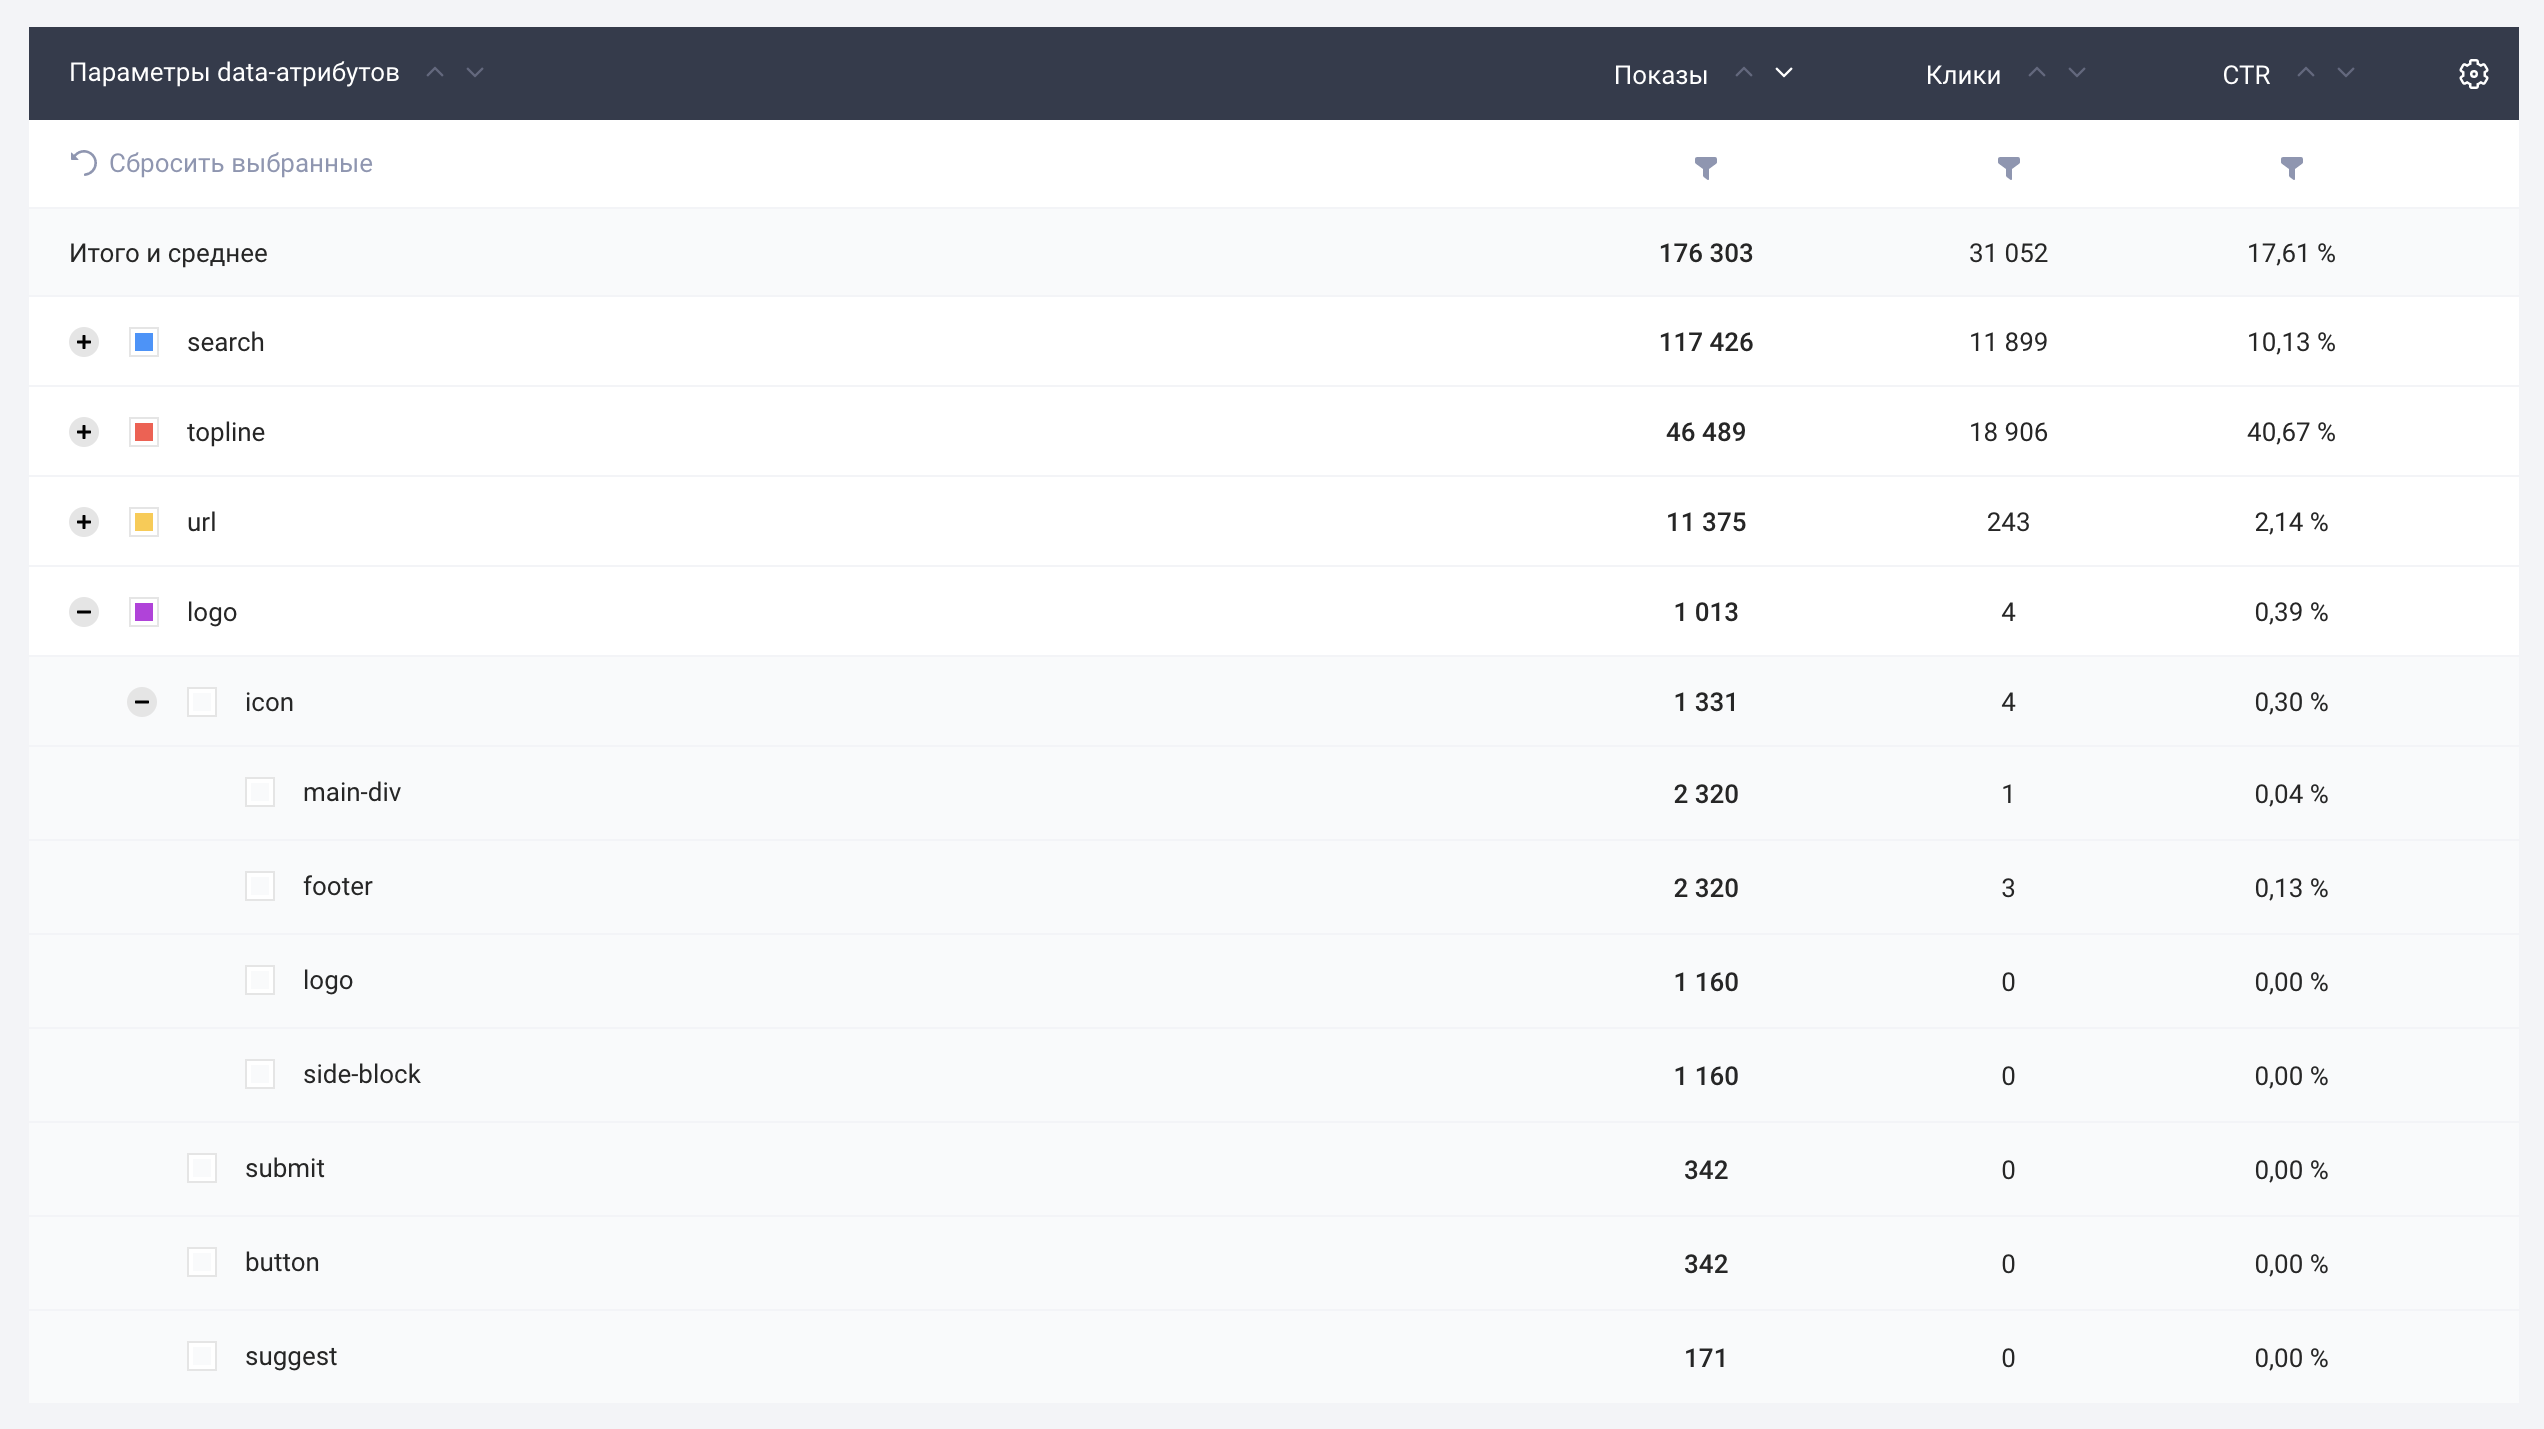 Параметры data-атрибутов Показы Клики CTR
Сбросить выбранные
Итого и среднее 176 303 31 052 17,61 %
search 117 426 11 899 10,13 %
topline 46 489 18 906 40,67 %
url 11 375 243 2,14 %
logo 1 013 4 0,39 %
icon 1 331 4 0,30 %
main-div 2 320 1 0,04 %
footer 2 320 3 0,13 %
logo 1 160 0 0,00 %
side-block 1 160 0 0,00 %
submit 342 0 0,00 %
button 342 0 0,00 %
suggest 171 0 0,00 %